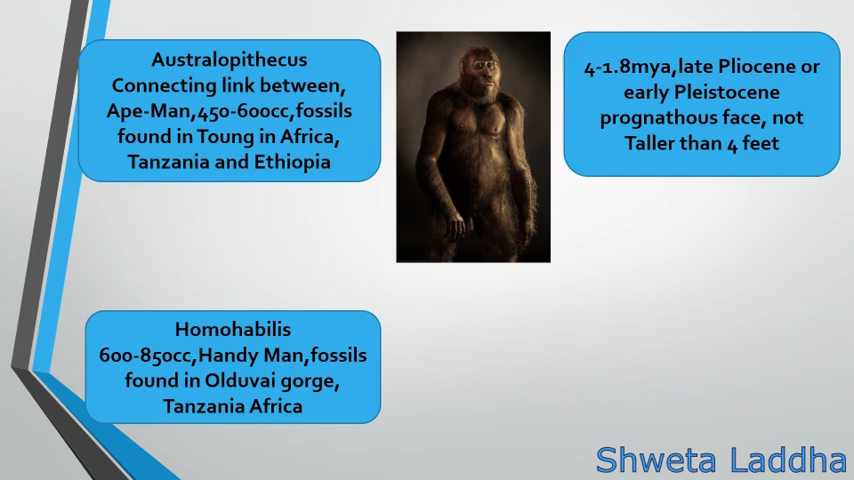 Australopithecus
Connecting link between,
Ape-Man,450-600cc,fossils
found in Toung in Africa,
Tanzania and Ethiopia
4-1.8mya,late Pliocene or
early Pleistocene
prognathous face, not
Taller than 4 feet
Homohabilis
600-850cc,Handy Man,fossils
found in Olduvai gorge,
Tanzania Africa
Shweta Laddha